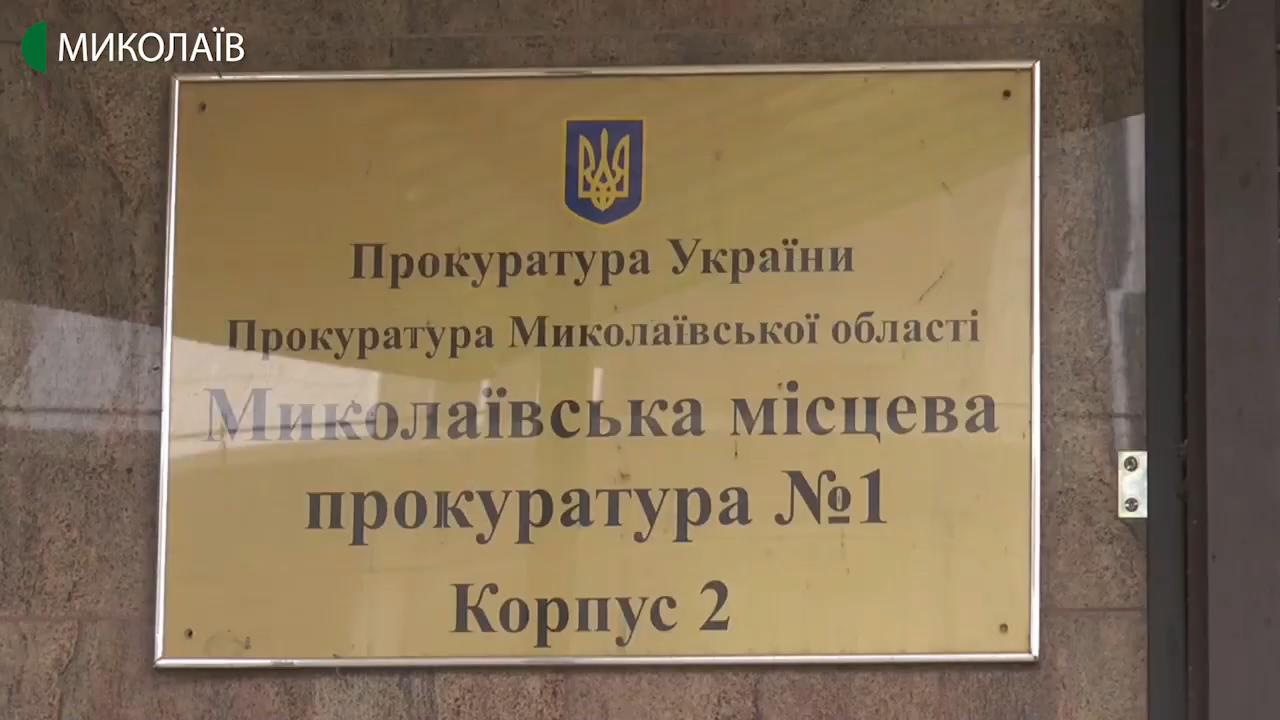 МИКОЛАЇВ
Прокуратура України
Прокуратура Миколаївської області
Миколаївська місцева
прокуратура №1
Корпус 2